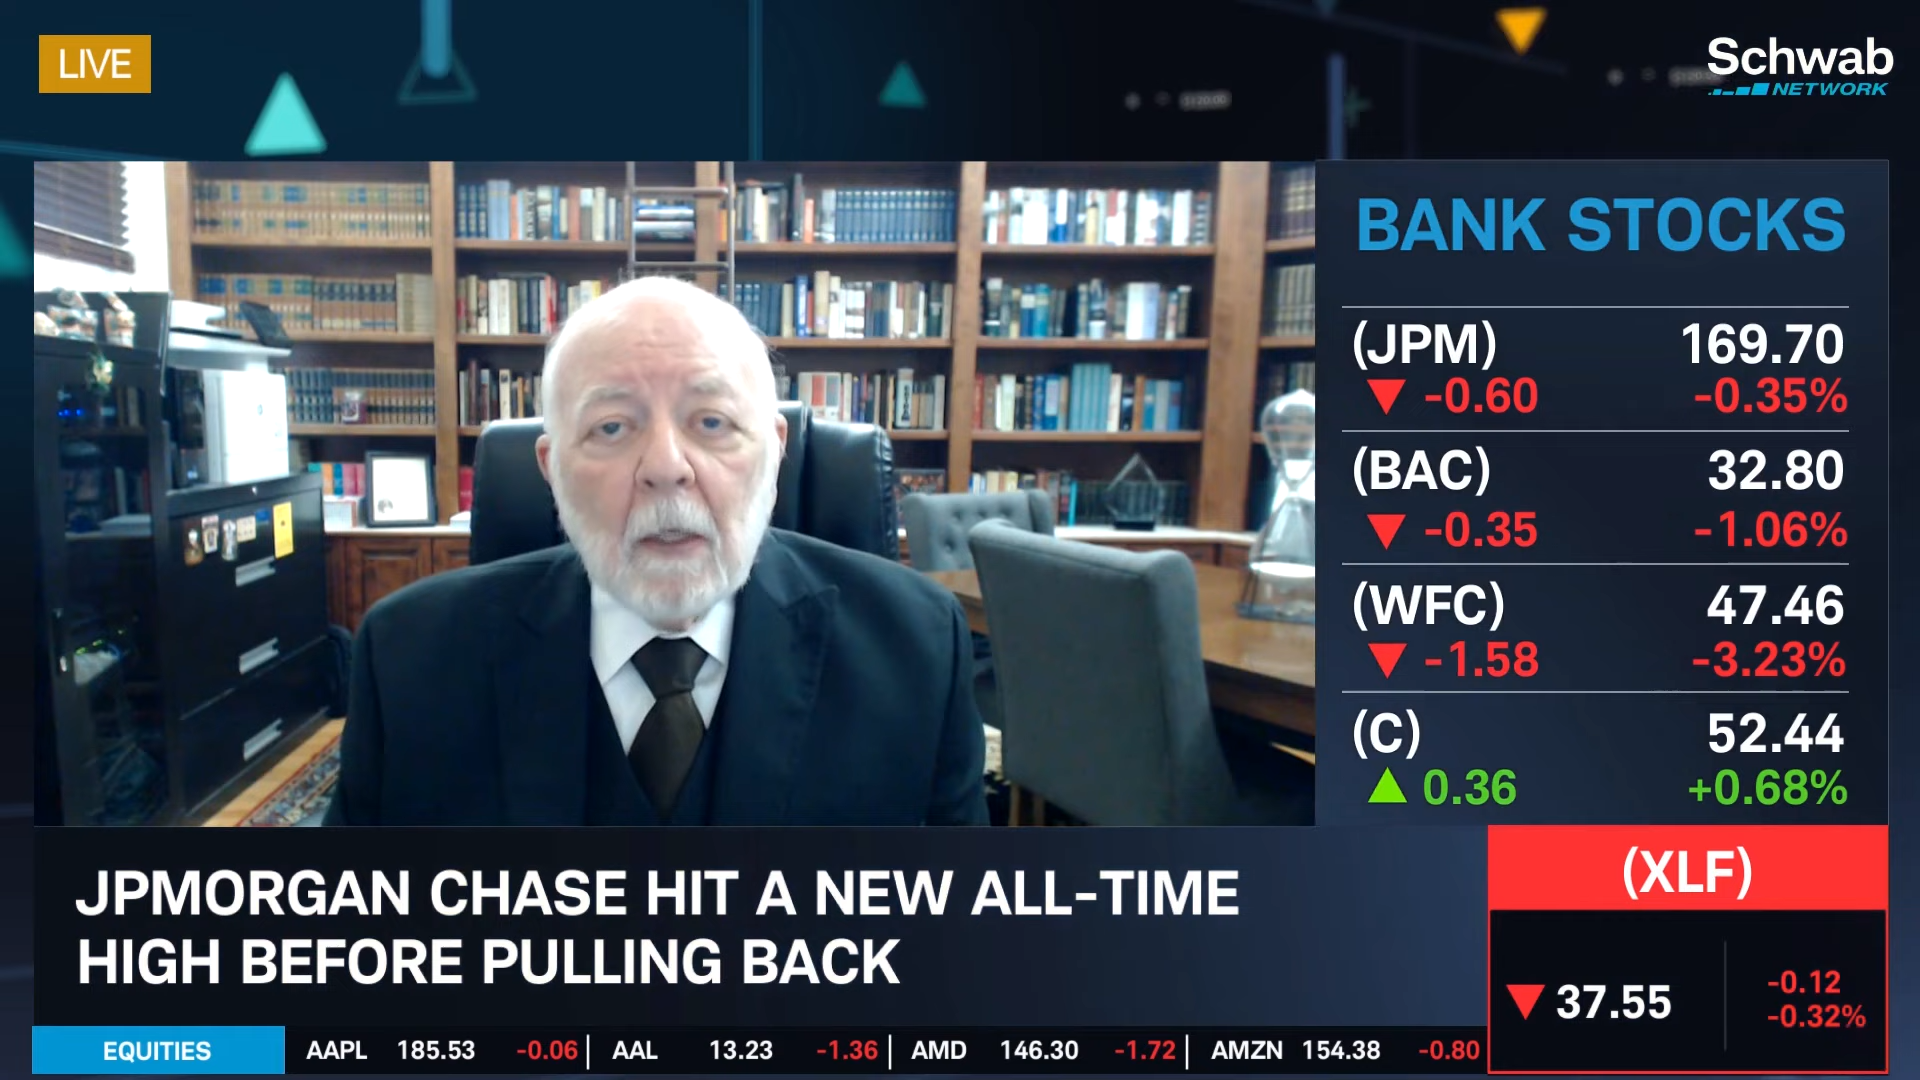 LIVE
Schwab
NETWORK
BANK STOCKS
(JPM) 169.70
-0.60 -0.35%
(BAC) 32.80
-0.35 -1.06%
(WFC) 47.46
-1.58 -3.23%
(C) 52.44
0.36 +0.68%
JPMORGAN CHASE HIT A NEW ALL-TIME
HIGH BEFORE PULLING BACK
(XLF)
37.55
-0.12
-0.32%
EQUITIES AAPL 185.53 -0.06 AAL 13.23 -1.36 AMD 146.30 -1.72 AMZN 154.38 -0.80